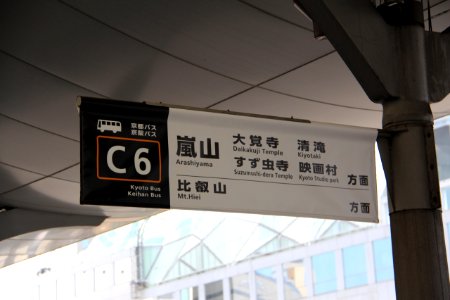 京都バス
京阪バス
C6
Kyoto Bus
Keihan Bus
嵐山 大覚寺 清滝
Arashiyama Daikakuji Temple Kiyotaki
すず虫寺 映画村 方面
Suzumushi-dera Temple Kyoto Studio park
比叡山 方面
Mt.Hiei